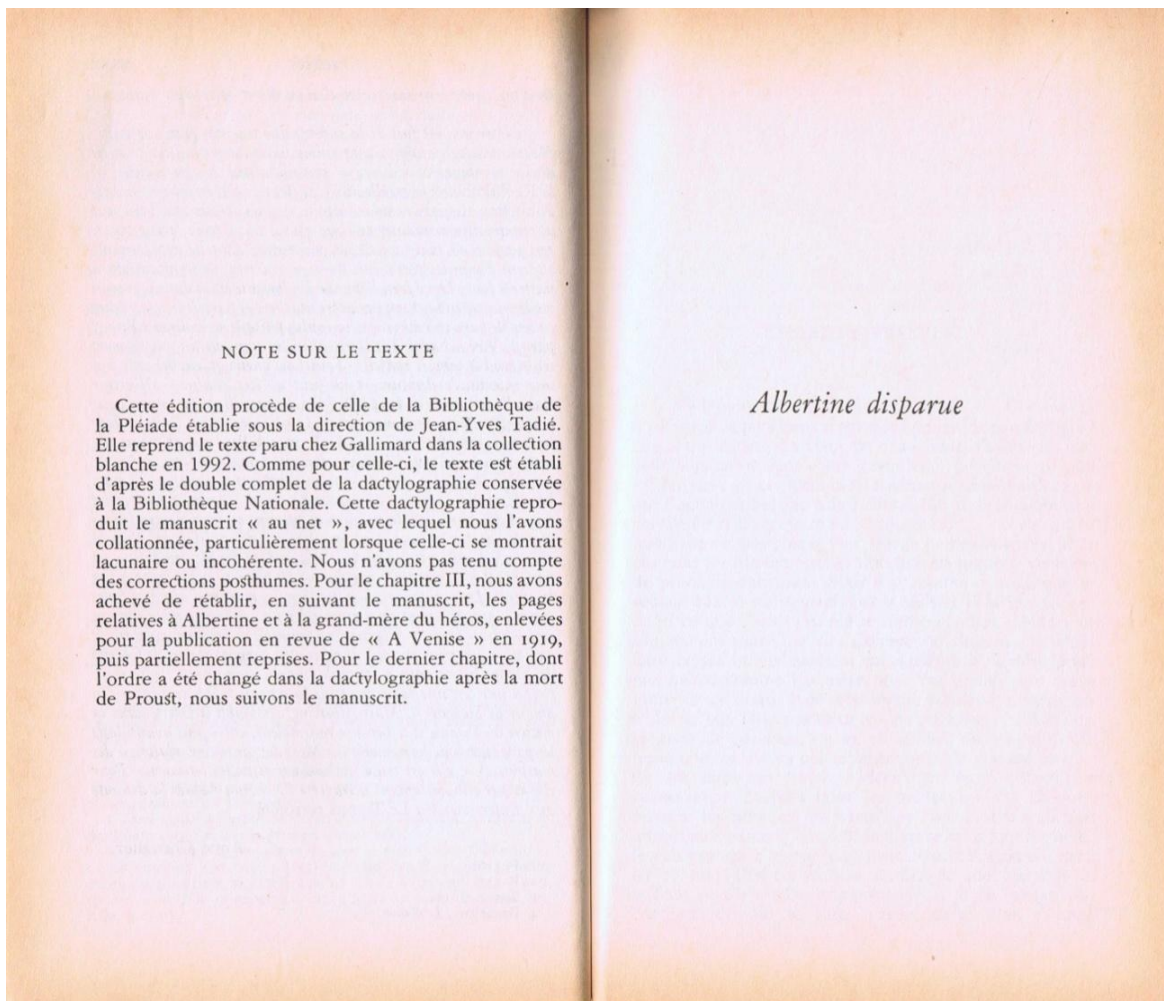 NOTE SUR LE TEXTE
Cette édition procède de celle de la Bibliothèque de
la Pléiade établie sous la direction de Jean-Yves Tadié.
Elle reprend le texte paru chez Gallimard dans la collection
blanche en 1992. Comme pour celle-ci, le texte est établi
d'après le double complet de la dactylographie conservée
à la Bibliothèque Nationale. Cette dactylographie repro-
duit le manuscrit « au net », avec lequel nous l'avons
collationnée, particulièrement lorsque celle-ci se montrait
lacunaire ou incohérente. Nous n'avons pas tenu compte
des corrections posthumes. Pour le chapitre III, nous avons
achevé de rétablir, en suivant le manuscrit, les pages
relatives à Albertine et à la grand-mère du héros, enlevées
pour la publication en revue de « A Venise » en 1919,
puis partiellement reprises. Pour le dernier chapitre, dont
l'ordre a été changé dans la dactylographie après la mort
de Proust, nous suivons le manuscrit.
Albertine disparue